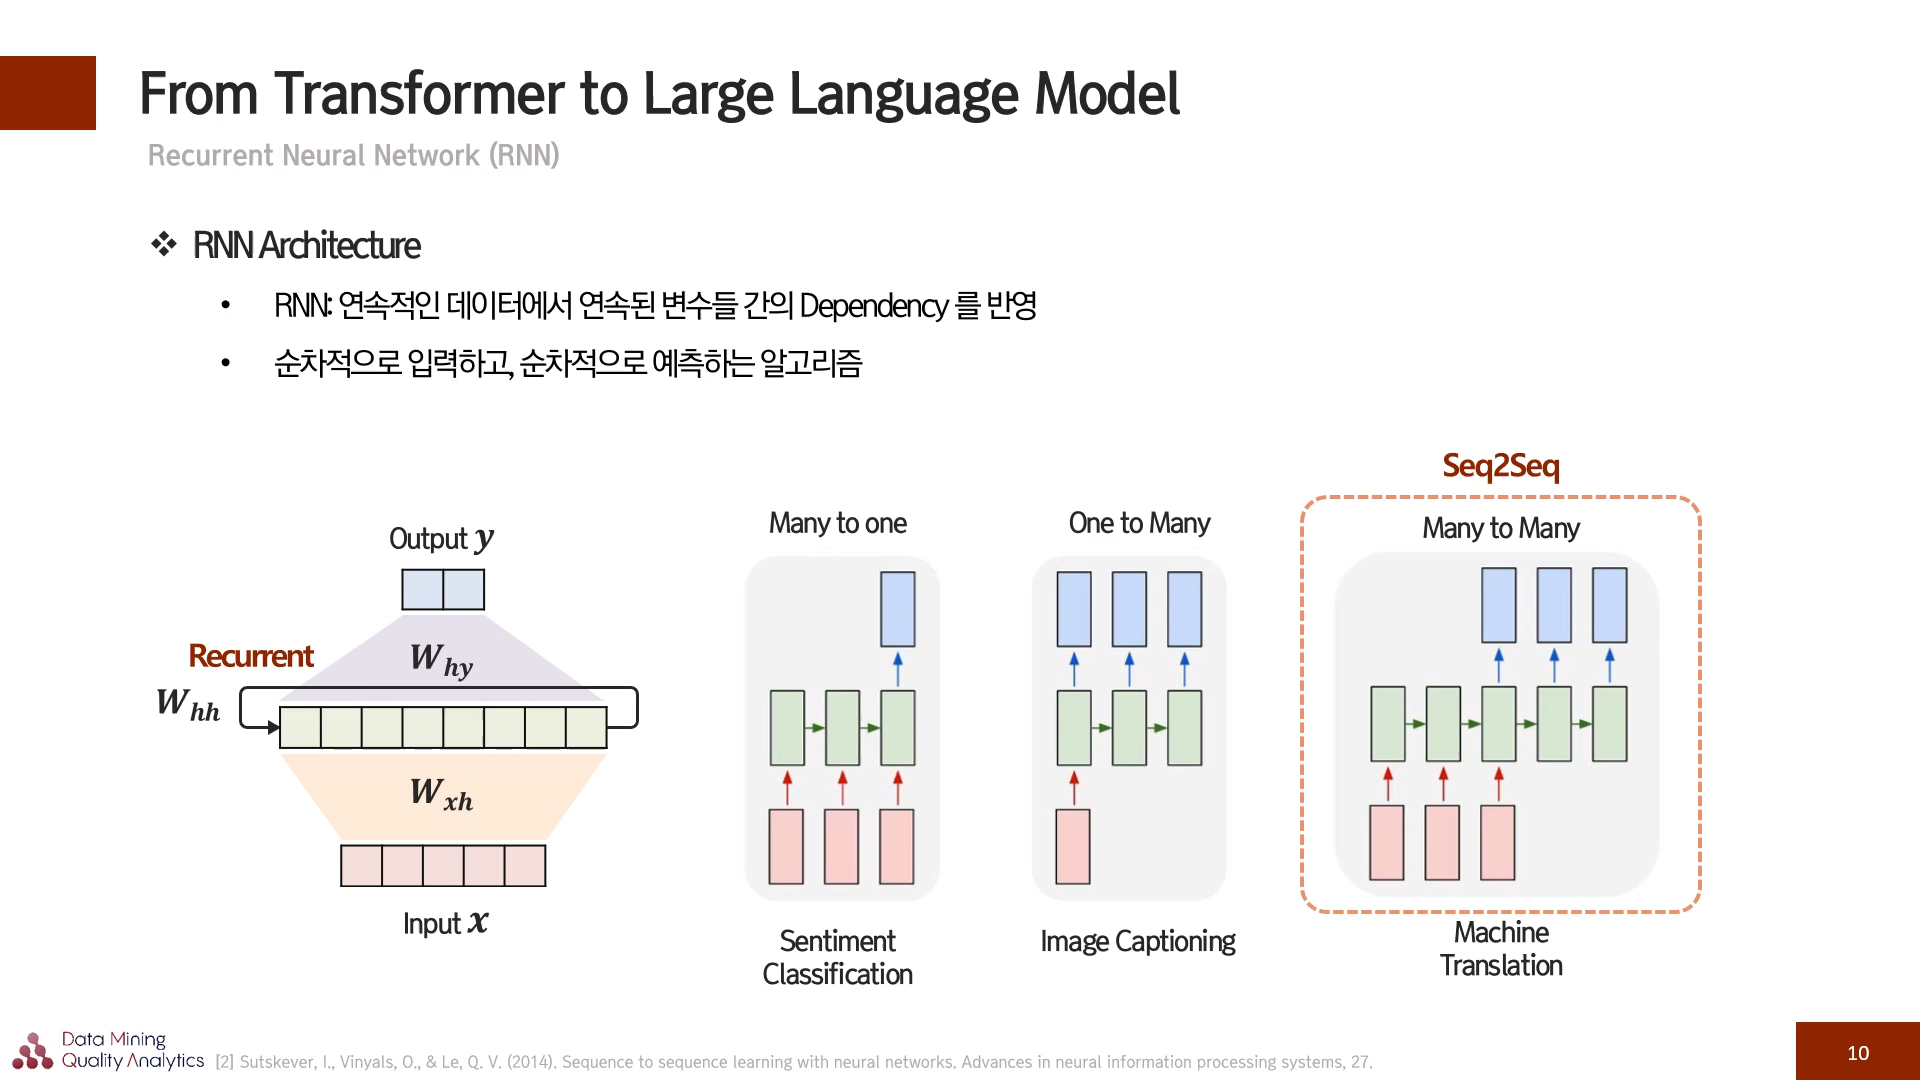 From Transformer to Large Language Model
Recurrent Neural Network (RNN)
❖ RNN Architecture
• RNN: 연속적인 데이터에서 연속된 변수들 간의 Dependency 를 반영
• 순차적으로 입력하고, 순차적으로 예측하는 알고리즘
Output y
Recurrent
W_hy
W_hh
W_xh
Input x
Many to one
Sentiment
Classification
One to Many
Image Captioning
Seq2Seq
Many to Many
Machine
Translation
Data Mining
Quality Analytics
[2] Sutskever, I., Vinyals, O., & Le, Q. V. (2014). Sequence to sequence learning with neural networks. Advances in neural information processing systems, 27.
10